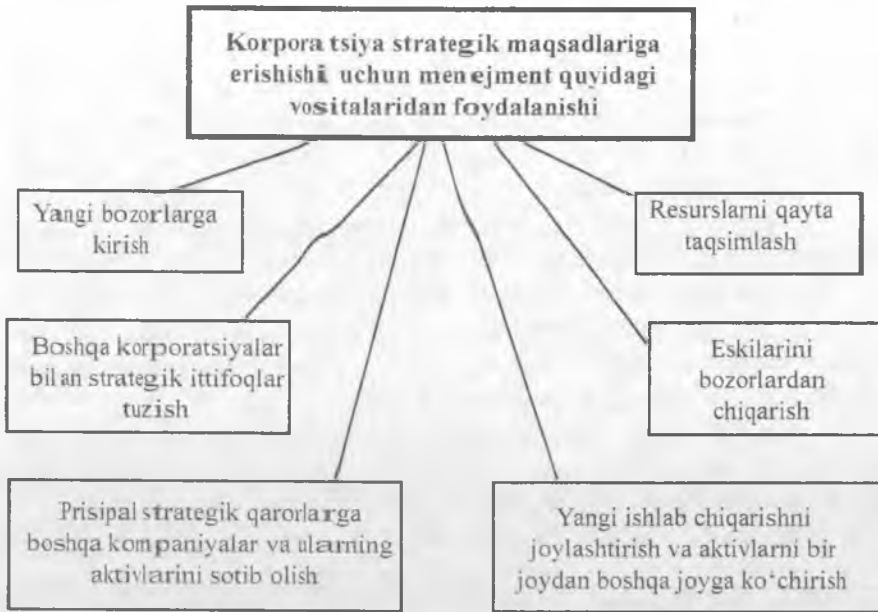 Korporatsiya strategik maqsadlariga
erishishi uchun menejment quyidagi
vositalaridan foydalanishi
Yangi bozorlarga
kirish
Resurslarni qayta
taqsimlash
Boshqa korporatsiyalar
bilan strategik ittifoqlar
tuzish
Eskilarini
bozorlardan
chiqarish
Prisipal strategik qarorlarga
boshqa kompaniyalar va ularning
aktivlarini sotib olish
Yangi ishlab chiqarishni
joylashtirish va aktivlarni bir
joydan boshqa joyga ko‘chirish